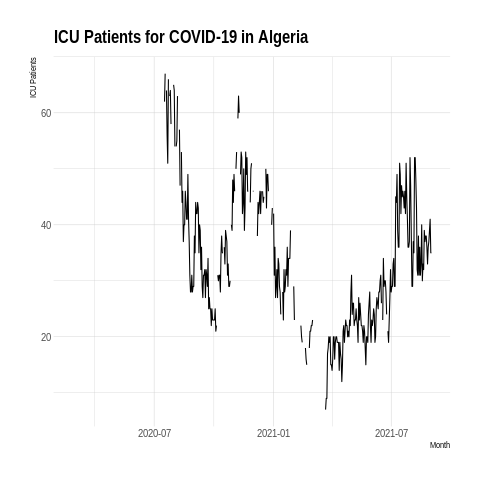 ICU Patients for COVID-19 in Algeria
ICU Patients
60
40
20
2020-07
2021-01
2021-07
Month